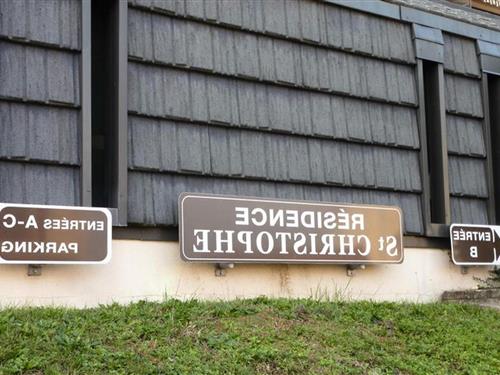 ENTRÉES A-C
PARKING
RÉSIDENCE
St CHRISTOPHE
ENTRÉE
B